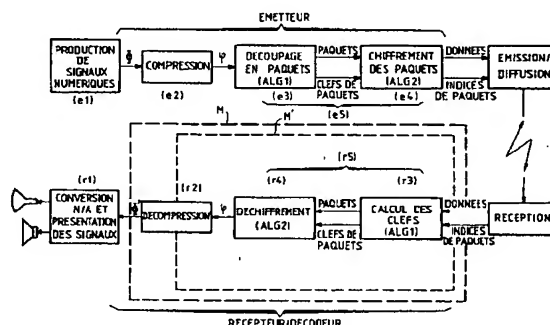 EMETTEUR
PRODUCTION
DE
SIGNAUX
NUMERIQUES
(e1)
Φ
COMPRESSION
(e2)
φ
DECOUPAGE
EN PAQUETS
(ALG1)
(e3)
PAQUETS
CLEFS DE
PAQUETS
(e5)
CHIFFREMENT
DES PAQUETS
(ALG2)
(e4)
DONNÉES
INDICES
DE PAQUETS
EMISSION/
DIFFUSION
M
M'
(r1)
CONVERSION
N/A ET
PRESENTATION
DES SIGNAUX
Φ
(r2)
DECOMPRESSION
φ
(r5)
(r4)
DECHIFFREMENT
(ALG2)
PAQUETS
CLEFS DE
PAQUETS
(r3)
CALCUL DES
CLEFS
(ALG1)
DONNÉES
INDICES
DE PAQUETS
RECEPTION
RECEPTEUR/DECODEUR